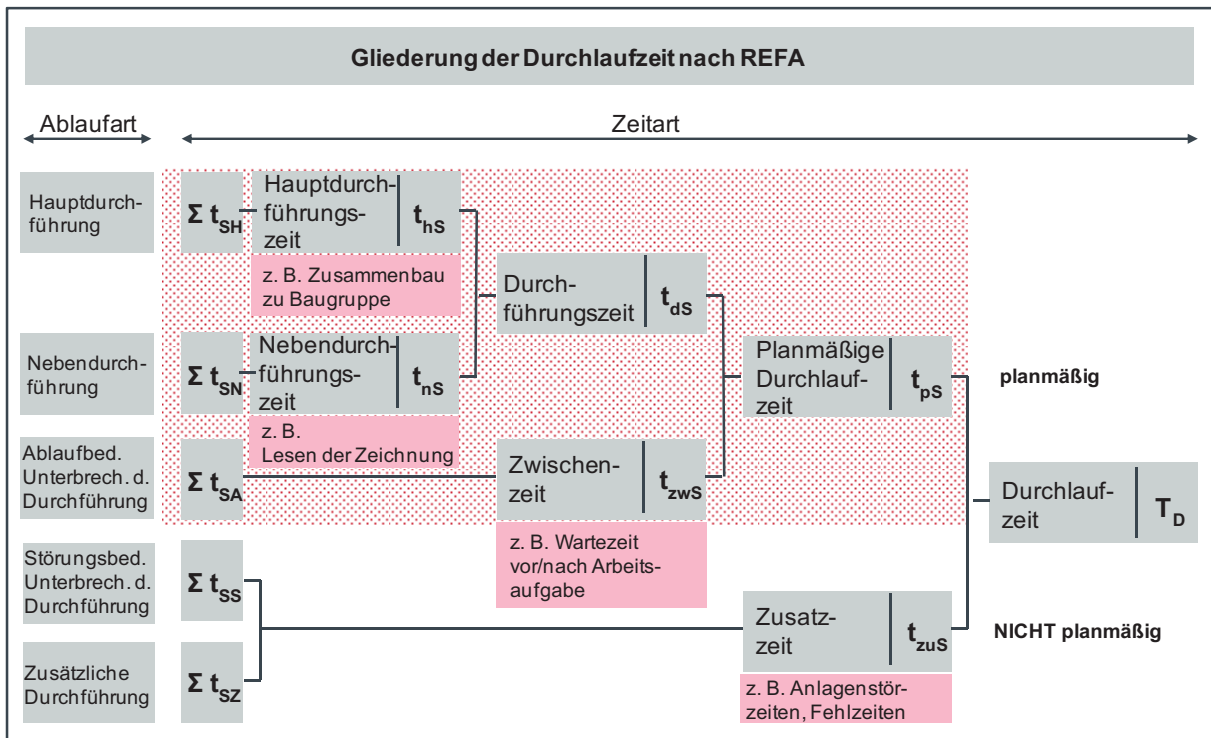 Gliederung der Durchlaufzeit nach REFA
Ablaufart
Zeitart
Hauptdurch-
führung
Σ t_SH
Hauptdurch-
führungs-
zeit
t_hS
z. B. Zusammenbau
zu Baugruppe
Durch-
führungszeit
t_dS
Nebendurch-
führung
Σ t_SN
Nebendurch-
führungs-
zeit
t_nS
z. B.
Lesen der Zeichnung
Planmäßige
Durchlauf-
zeit
t_pS
planmäßig
Ablaufbed.
Unterbrech. d.
Durchführung
Σ t_SA
Zwischen-
zeit
t_zwS
z. B. Wartezeit
vor/nach Arbeits-
aufgabe
Durchlauf-
zeit
T_D
Störungsbed.
Unterbrech. d.
Durchführung
Σ t_SS
Zusatz-
zeit
t_zuS
NICHT planmäßig
z. B. Anlagenstör-
zeiten, Fehlzeiten
Zusätzliche
Durchführung
Σ t_SZ